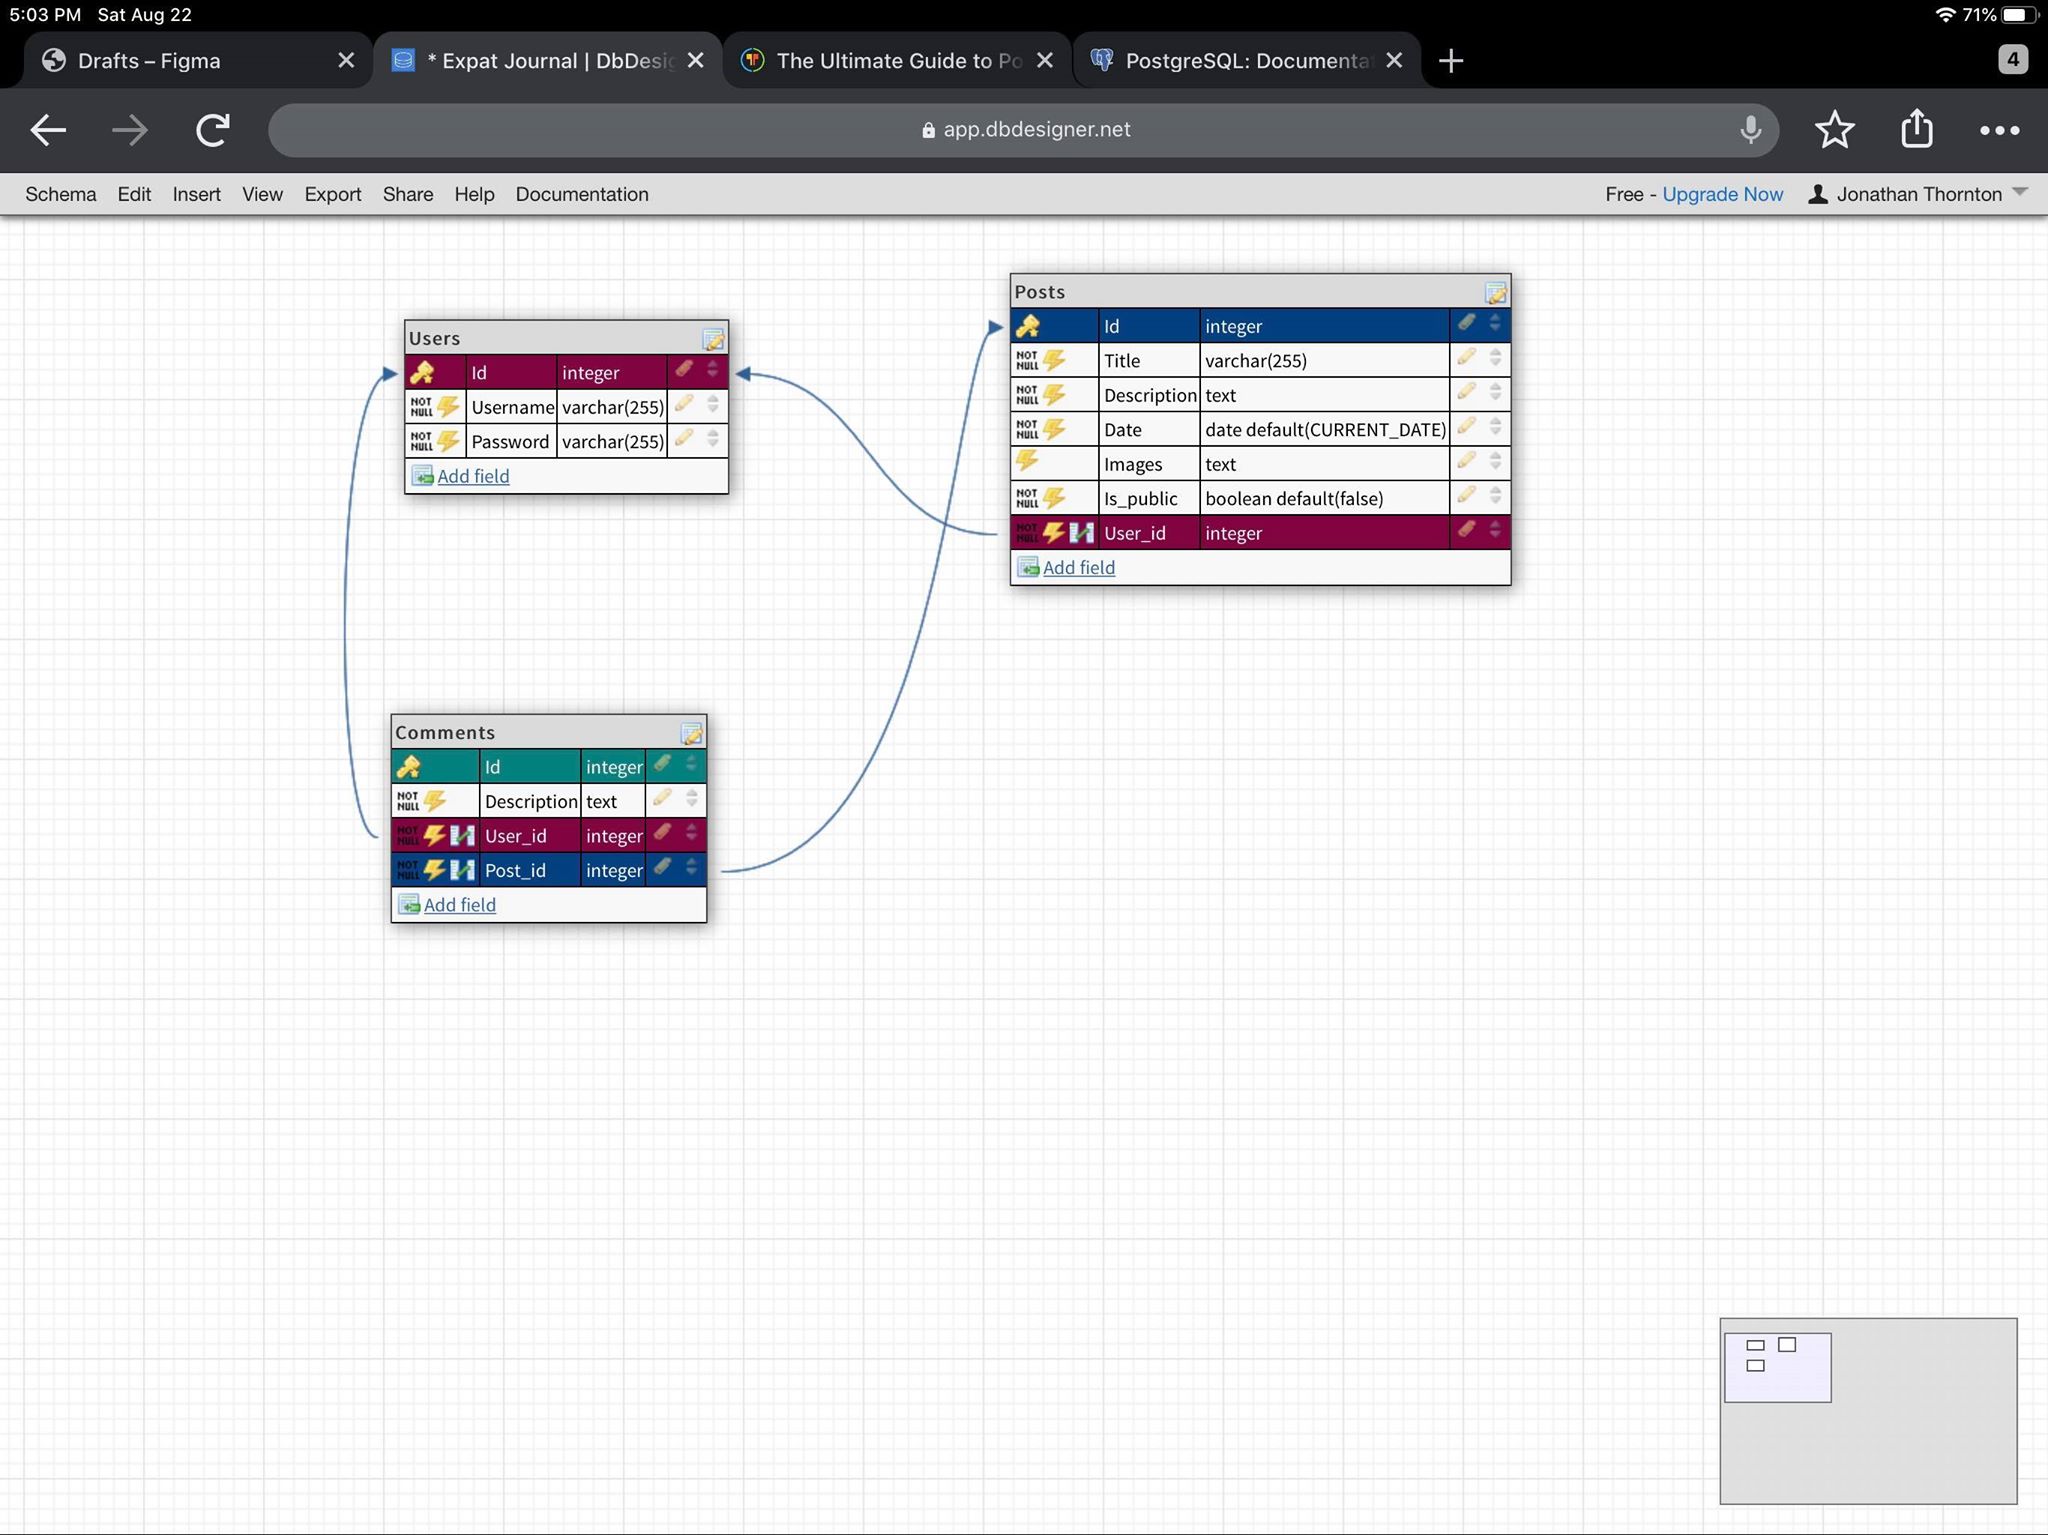 5:03 PM Sat Aug 22
71%
Drafts – Figma
* Expat Journal | DbDesig
The Ultimate Guide to Po
PostgreSQL: Documentat
4
app.dbdesigner.net
Schema Edit Insert View Export Share Help Documentation
Free - Upgrade Now Jonathan Thornton
Posts
Id integer
NOT NULL Title varchar(255)
NOT NULL Description text
NOT NULL Date date default(CURRENT_DATE)
Images text
NOT NULL Is_public boolean default(false)
NOT NULL User_id integer
Add field
Users
Id integer
NOT NULL Username varchar(255)
NOT NULL Password varchar(255)
Add field
Comments
Id integer
NOT NULL Description text
NOT NULL User_id integer
NOT NULL Post_id integer
Add field